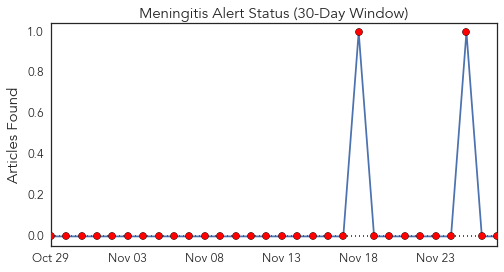 Meningitis Alert Status (30-Day Window)
Articles Found
1.0
0.8
0.6
0.4
0.2
0.0
Oct 29 Nov 03 Nov 08 Nov 13 Nov 18 Nov 23